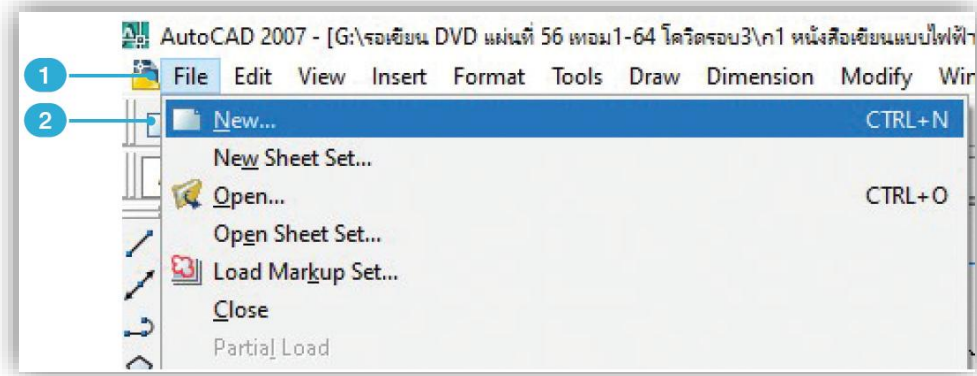 AutoCAD 2007 - [G:\รอเขียน DVD แผ่นที่ 56 เทอม1-64 โควิดรอบ3\ก1 หนังสือเขียนแบบไฟฟ้า
1 File Edit View Insert Format Tools Draw Dimension Modify Win
2 New... CTRL+N
New Sheet Set...
Open... CTRL+O
Open Sheet Set...
Load Markup Set...
Close
Partial Load